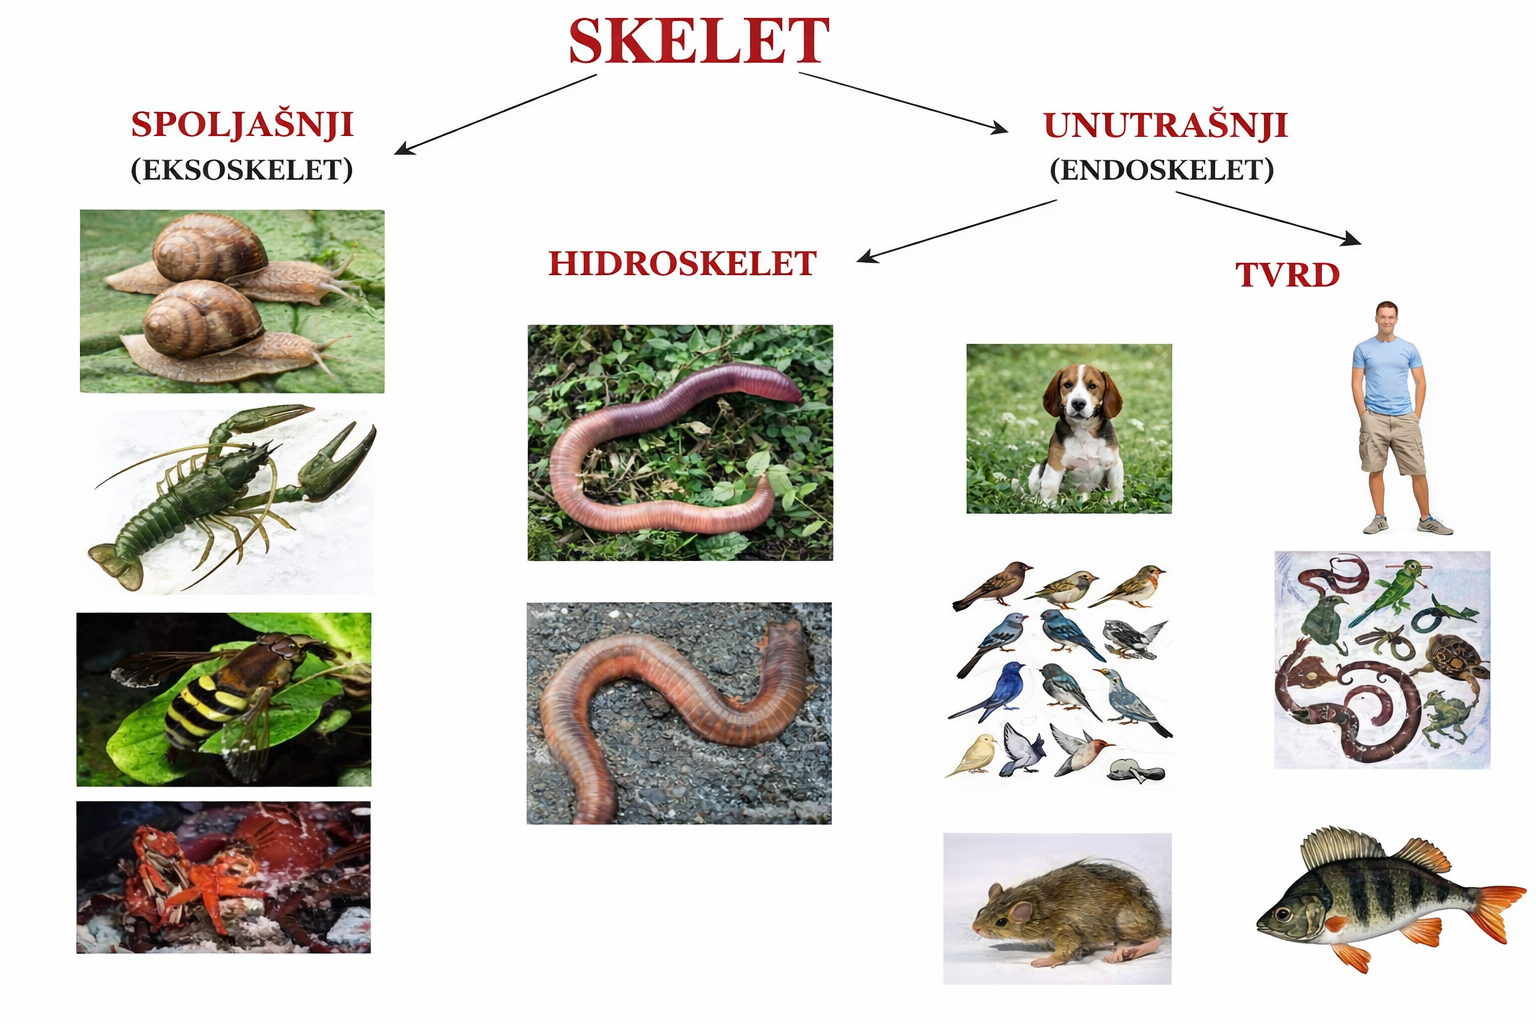 SKELET
SPOLJAŠNJI
(EKSOSKELET)
UNUTRAŠNJI
(ENDOSKELET)
HIDROSKELET
TVRD